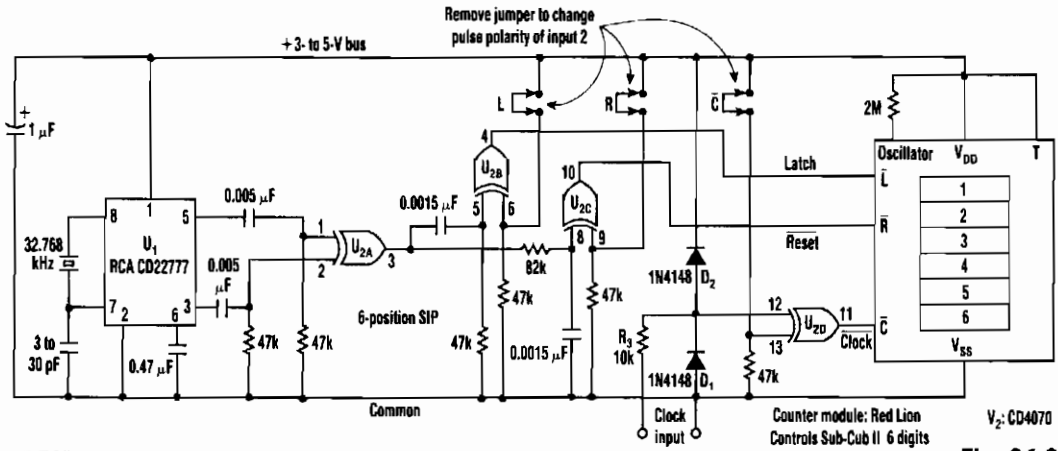 Remove jumper to change
pulse polarity of input 2
+3- to 5-V bus
+
1 µF
L
R
C̅
2M
Oscillator
V_DD
T
4
U_2B
5
6
10
U_2C
8
9
Latch
L̅
1
2
3
4
5
6
R̅
R̅e̅s̅e̅t̅
0.005 µF
0.0015 µF
8
1
5
U_1
RCA CD22777
7
2
6
3
32.768
kHz
1
U_2A
2
3
0.005
µF
82k
1N4148
D_2
12
U_2D
11
13
C̅
C̅l̅o̅c̅k̅
V_SS
47k
6-position SIP
R_3
10k
3 to
30 pF
0.47 µF
47k
47k
47k
0.0015 µF
47k
1N4148
D_1
47k
Common
Clock
input
Counter module: Red Lion
Controls Sub-Cub II 6 digits
V_2: CD4070